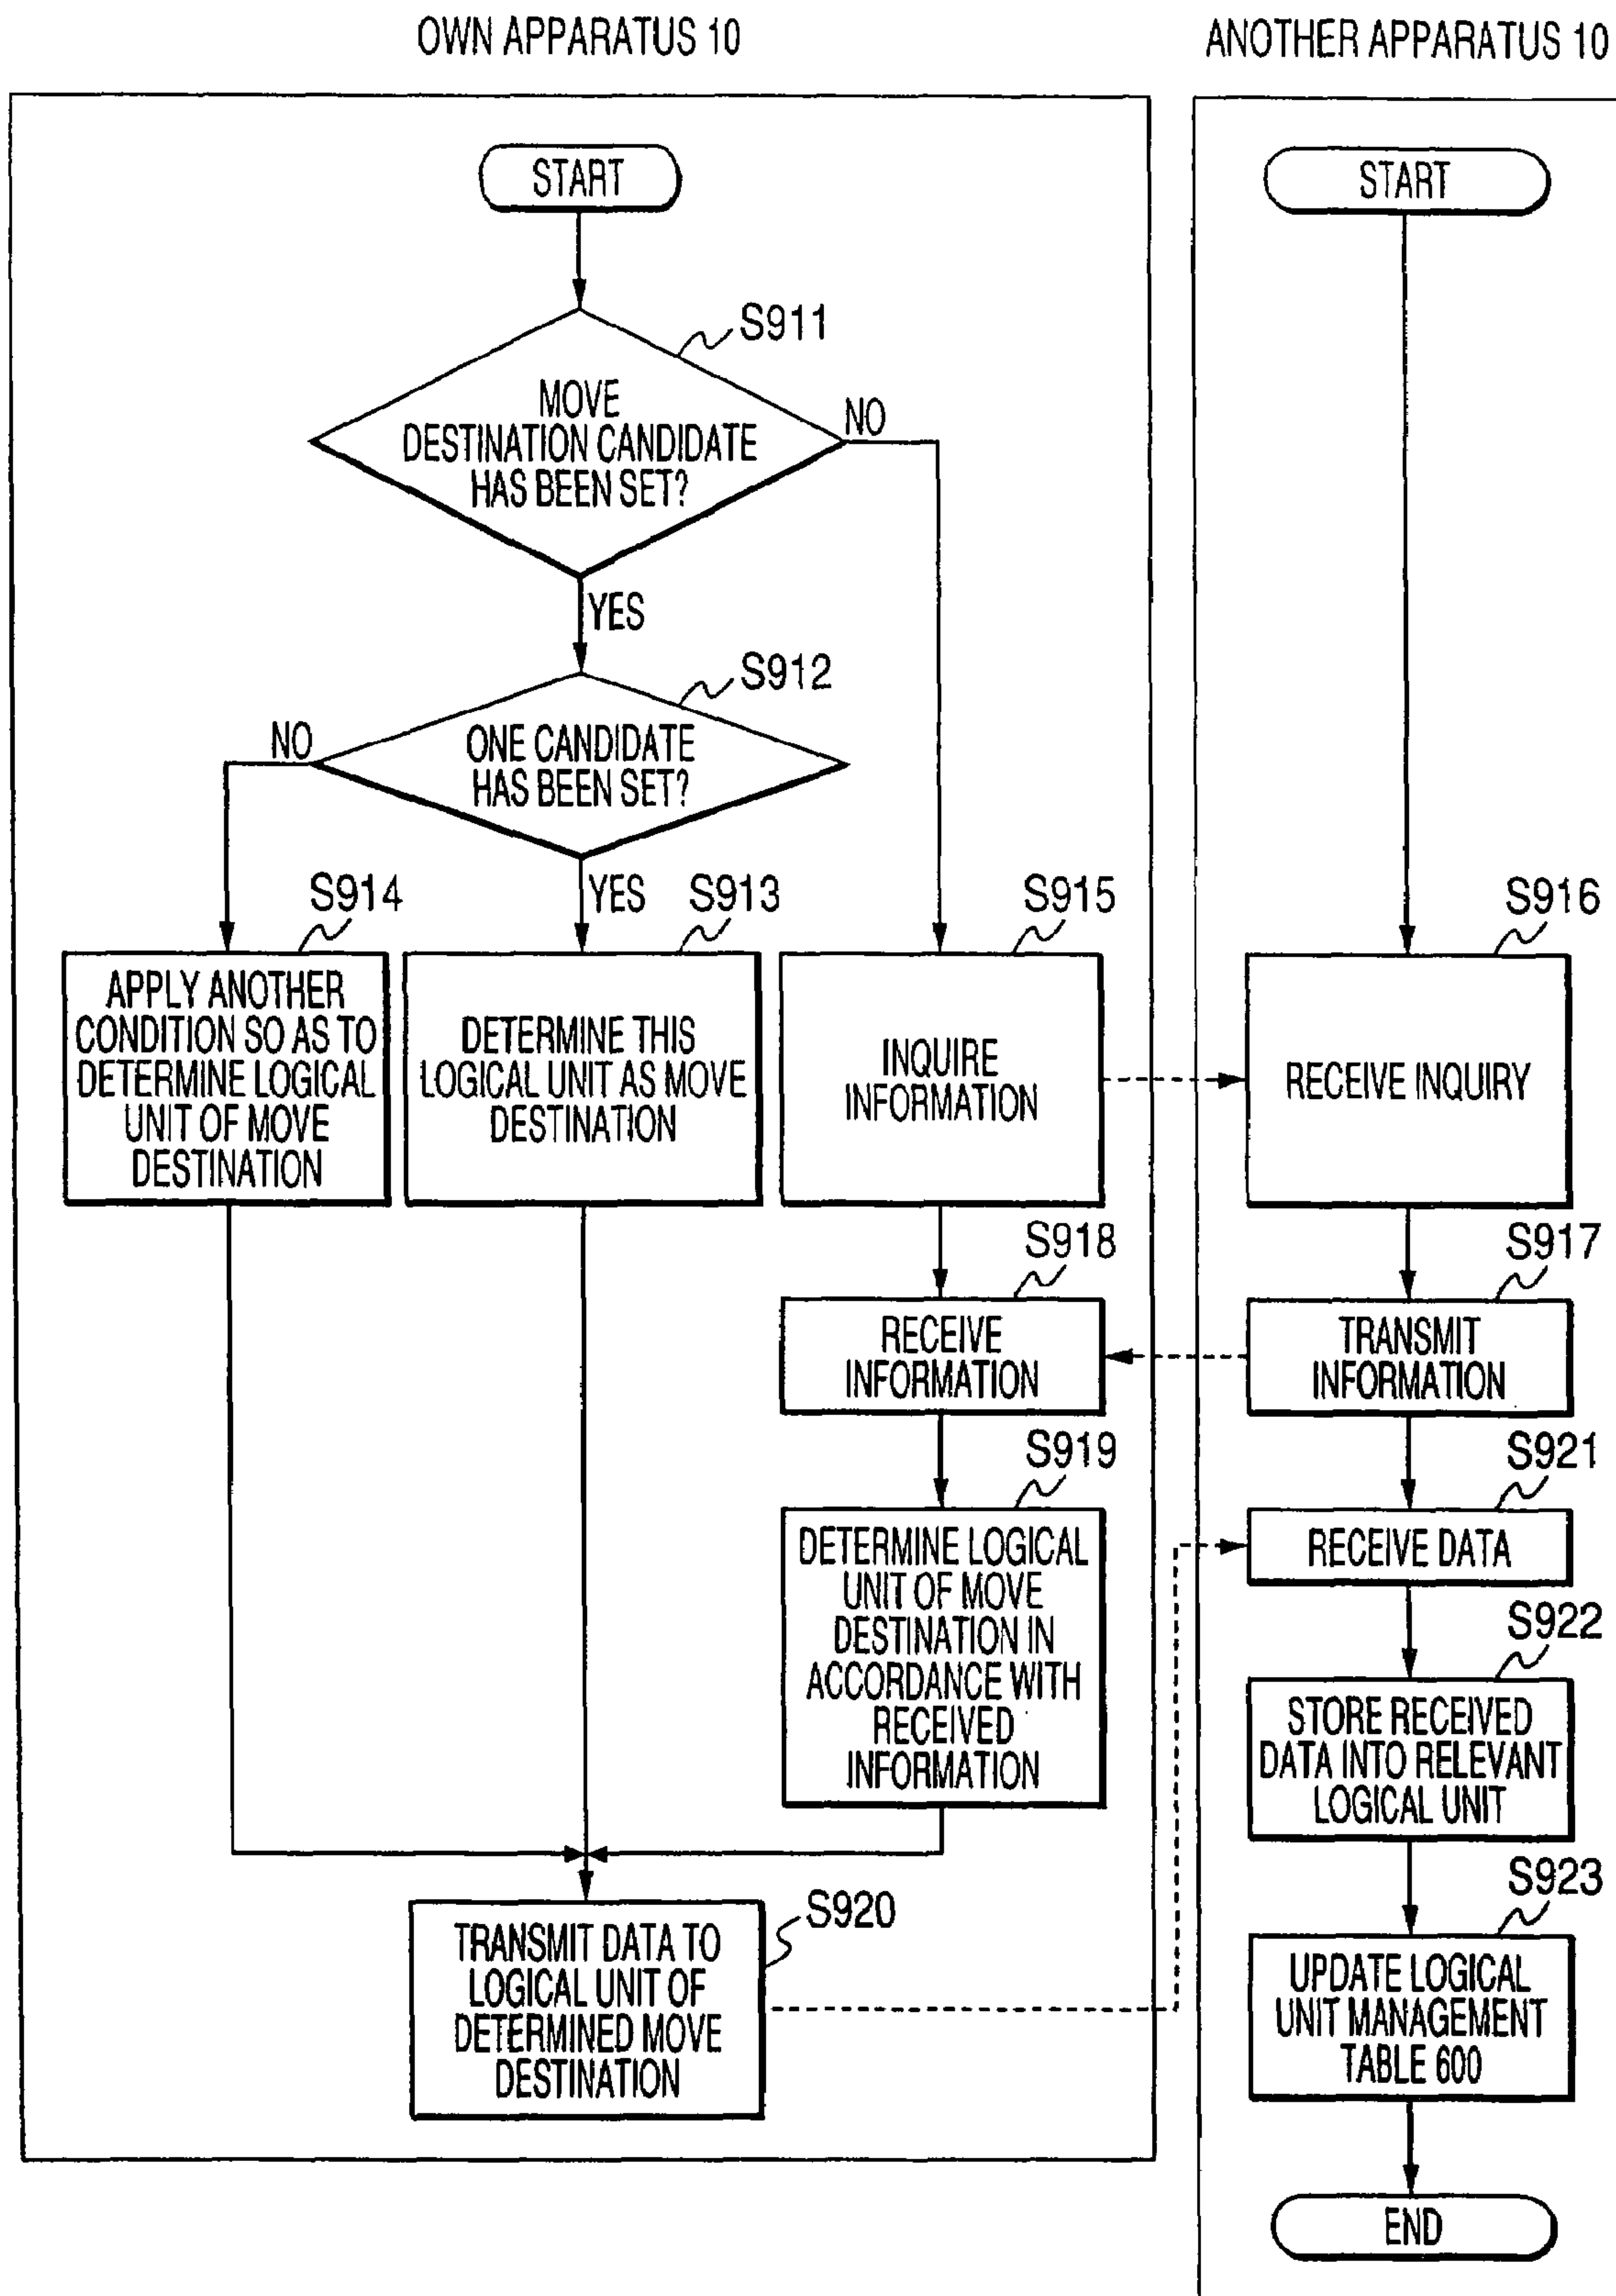 OWN APPARATUS 10
START
S911
MOVE
DESTINATION CANDIDATE
HAS BEEN SET?
NO
YES
S912
ONE CANDIDATE
HAS BEEN SET?
NO
YES
S914
APPLY ANOTHER
CONDITION SO AS TO
DETERMINE LOGICAL
UNIT OF MOVE
DESTINATION
S913
DETERMINE THIS
LOGICAL UNIT AS MOVE
DESTINATION
S915
INQUIRE
INFORMATION
S918
RECEIVE
INFORMATION
S919
DETERMINE LOGICAL
UNIT OF MOVE
DESTINATION IN
ACCORDANCE WITH
RECEIVED
INFORMATION
S920
TRANSMIT DATA TO
LOGICAL UNIT OF
DETERMINED MOVE
DESTINATION
ANOTHER APPARATUS 10
START
S916
RECEIVE INQUIRY
S917
TRANSMIT
INFORMATION
S921
RECEIVE DATA
S922
STORE RECEIVED
DATA INTO RELEVANT
LOGICAL UNIT
S923
UPDATE LOGICAL
UNIT MANAGEMENT
TABLE 600
END